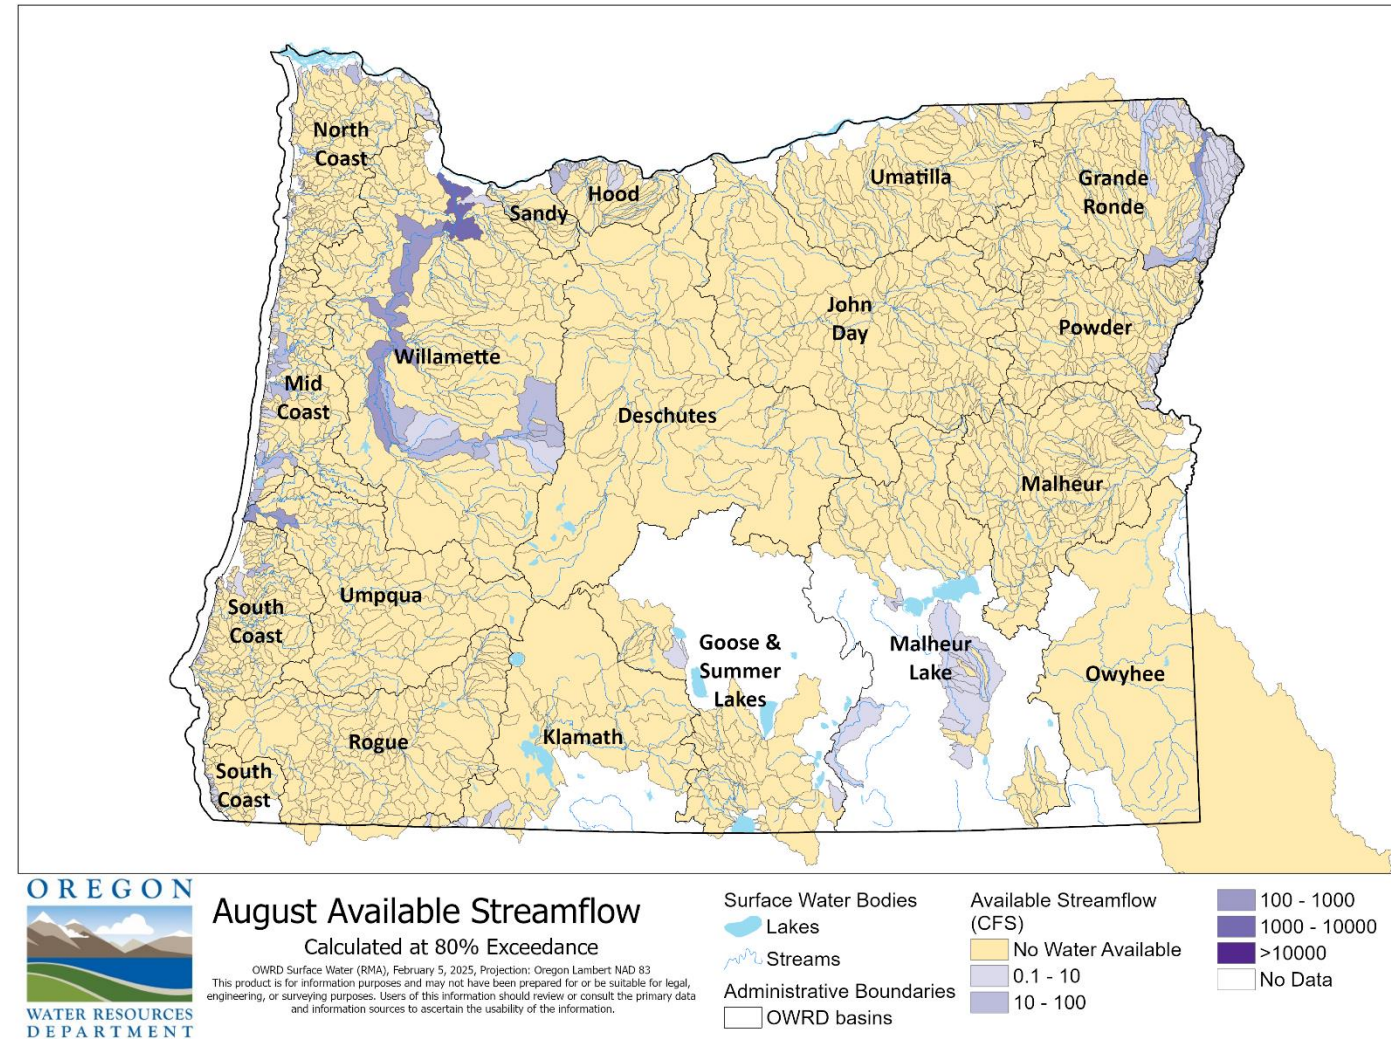 North
Coast
Sandy
Hood
Umatilla
Grande
Ronde
John
Day
Powder
Willamette
Mid
Coast
Deschutes
Malheur
Umpqua
South
Coast
Goose &
Summer
Lakes
Malheur
Lake
Owyhee
Rogue
Klamath
South
Coast
OREGON
WATER RESOURCES
DEPARTMENT
August Available Streamflow
Calculated at 80% Exceedance
OWRD Surface Water (RMA), February 5, 2025, Projection: Oregon Lambert NAD 83
This product is for information purposes and may not have been prepared for or be suitable for legal,
engineering, or surveying purposes. Users of this information should review or consult the primary data
and information sources to ascertain the usability of the information.
Surface Water Bodies
Lakes
Streams
Administrative Boundaries
OWRD basins
Available Streamflow
(CFS)
No Water Available
0.1 - 10
10 - 100
100 - 1000
1000 - 10000
>10000
No Data